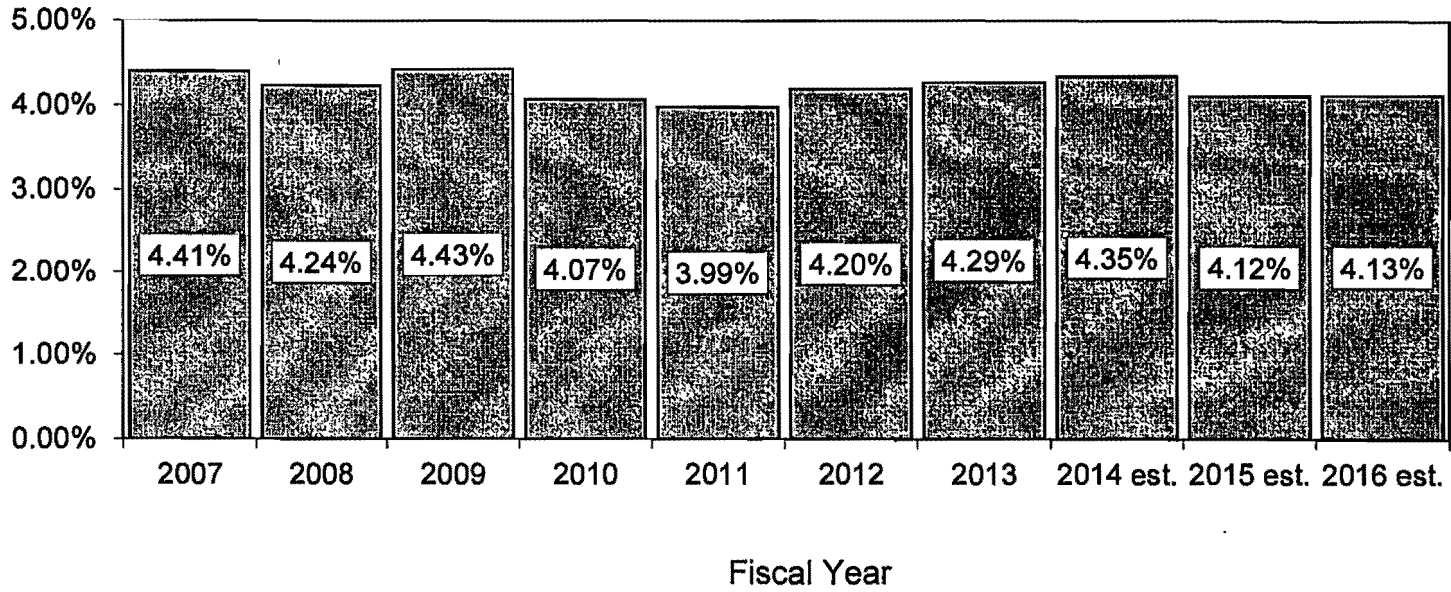 5.00%
4.00%
3.00%
2.00%
1.00%
0.00%
4.41% 4.24% 4.43% 4.07% 3.99% 4.20% 4.29% 4.35% 4.12% 4.13%
2007 2008 2009 2010 2011 2012 2013 2014 est. 2015 est. 2016 est.
Fiscal Year